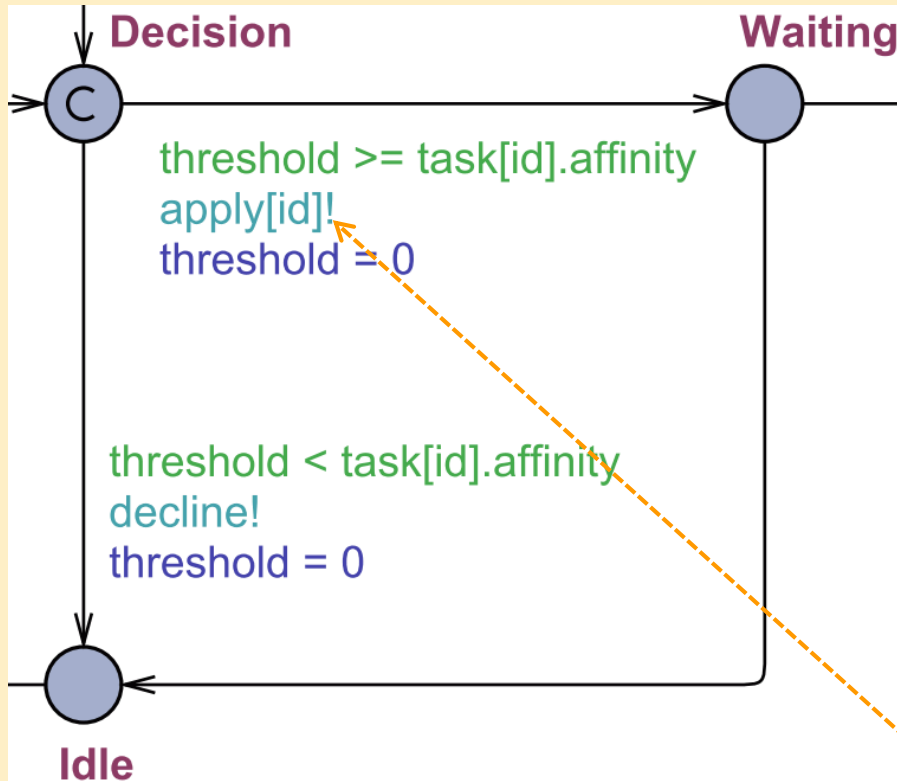 Decision
Waiting
C
threshold >= task[id].affinity
apply[id]!
threshold = 0
threshold < task[id].affinity
decline!
threshold = 0
Idle